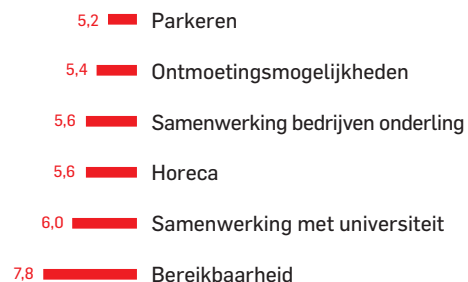 5,2 Parkeren
5,4 Ontmoetingsmogelijkheden
5,6 Samenwerking bedrijven onderling
5,6 Horeca
6,0 Samenwerking met universiteit
7,8 Bereikbaarheid